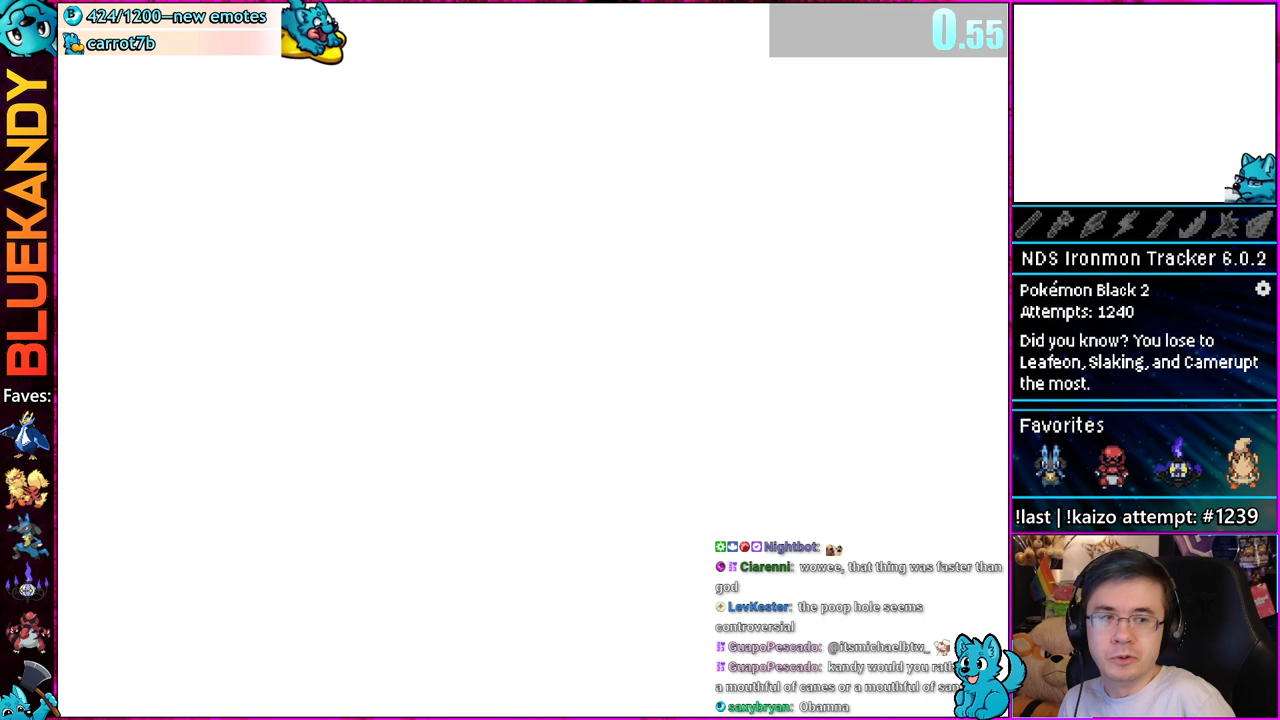 424/1200—new emotes
carrot7b
0.55
BLUEKANDY
Faves:
NDS Ironmon Tracker 6.0.2
Pokémon Black 2
Attempts: 1240
Did you know? You lose to
Leafeon, Slaking, and Camerupt
the most.
Favorites
!last | !kaizo attempt: #1239
Nightbot:
Ciarenni: wowee, that thing was faster than
god
LevKester: the poop hole seems
controversial
GuapoPescado: @itsmichaelbtw_
GuapoPescado: kandy would you
a mouthful of canes or a mouthful of
saxybryan: Obamna